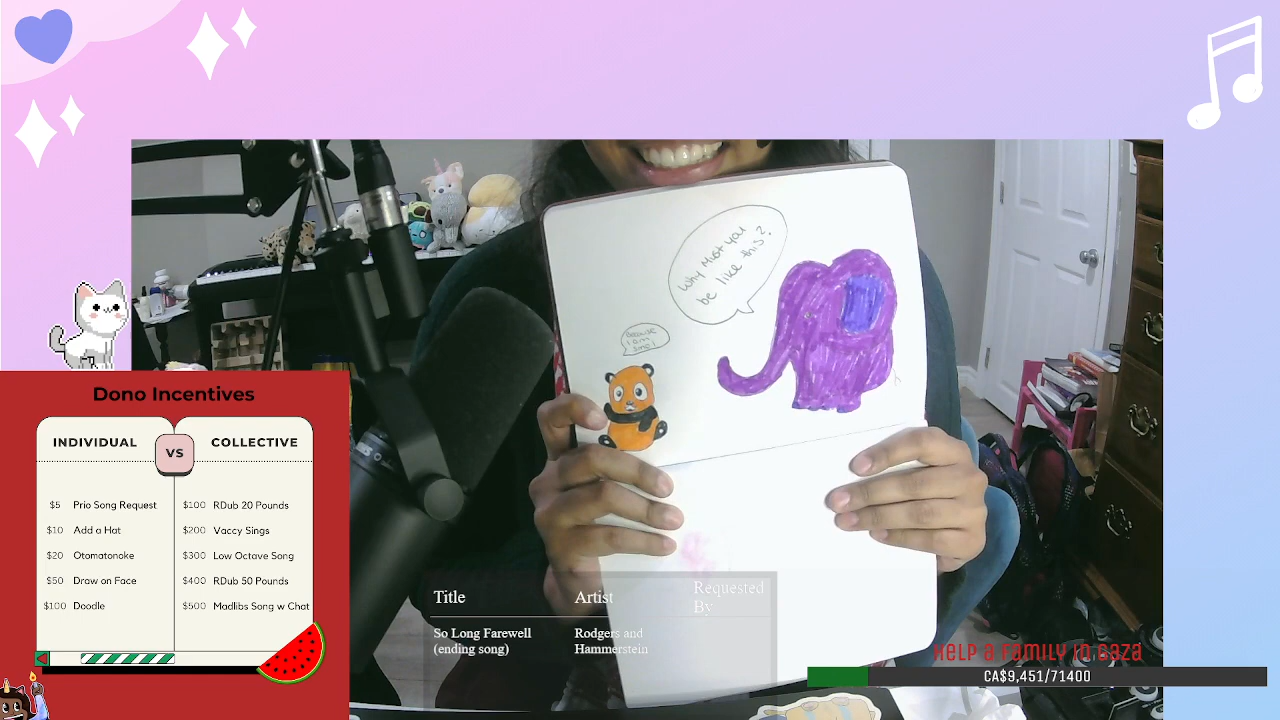 Why Must you
be like this?
because
I am
Dono Incentives
INDIVIDUAL
VS
COLLECTIVE
$5 Prio Song Request
$10 Add a Hat
$20 Otomatonoke
$50 Draw on Face
$100 Doodle
$100 RDub 20 Pounds
$200 Vaccy Sings
$300 Low Octave Song
$400 RDub 50 Pounds
$500 Madlibs Song w Chat
Title Artist Requested
By
So Long Farewell Rodgers and
(ending song) Hammerstein
Help a Family in Gaza
CA$9,451/71400